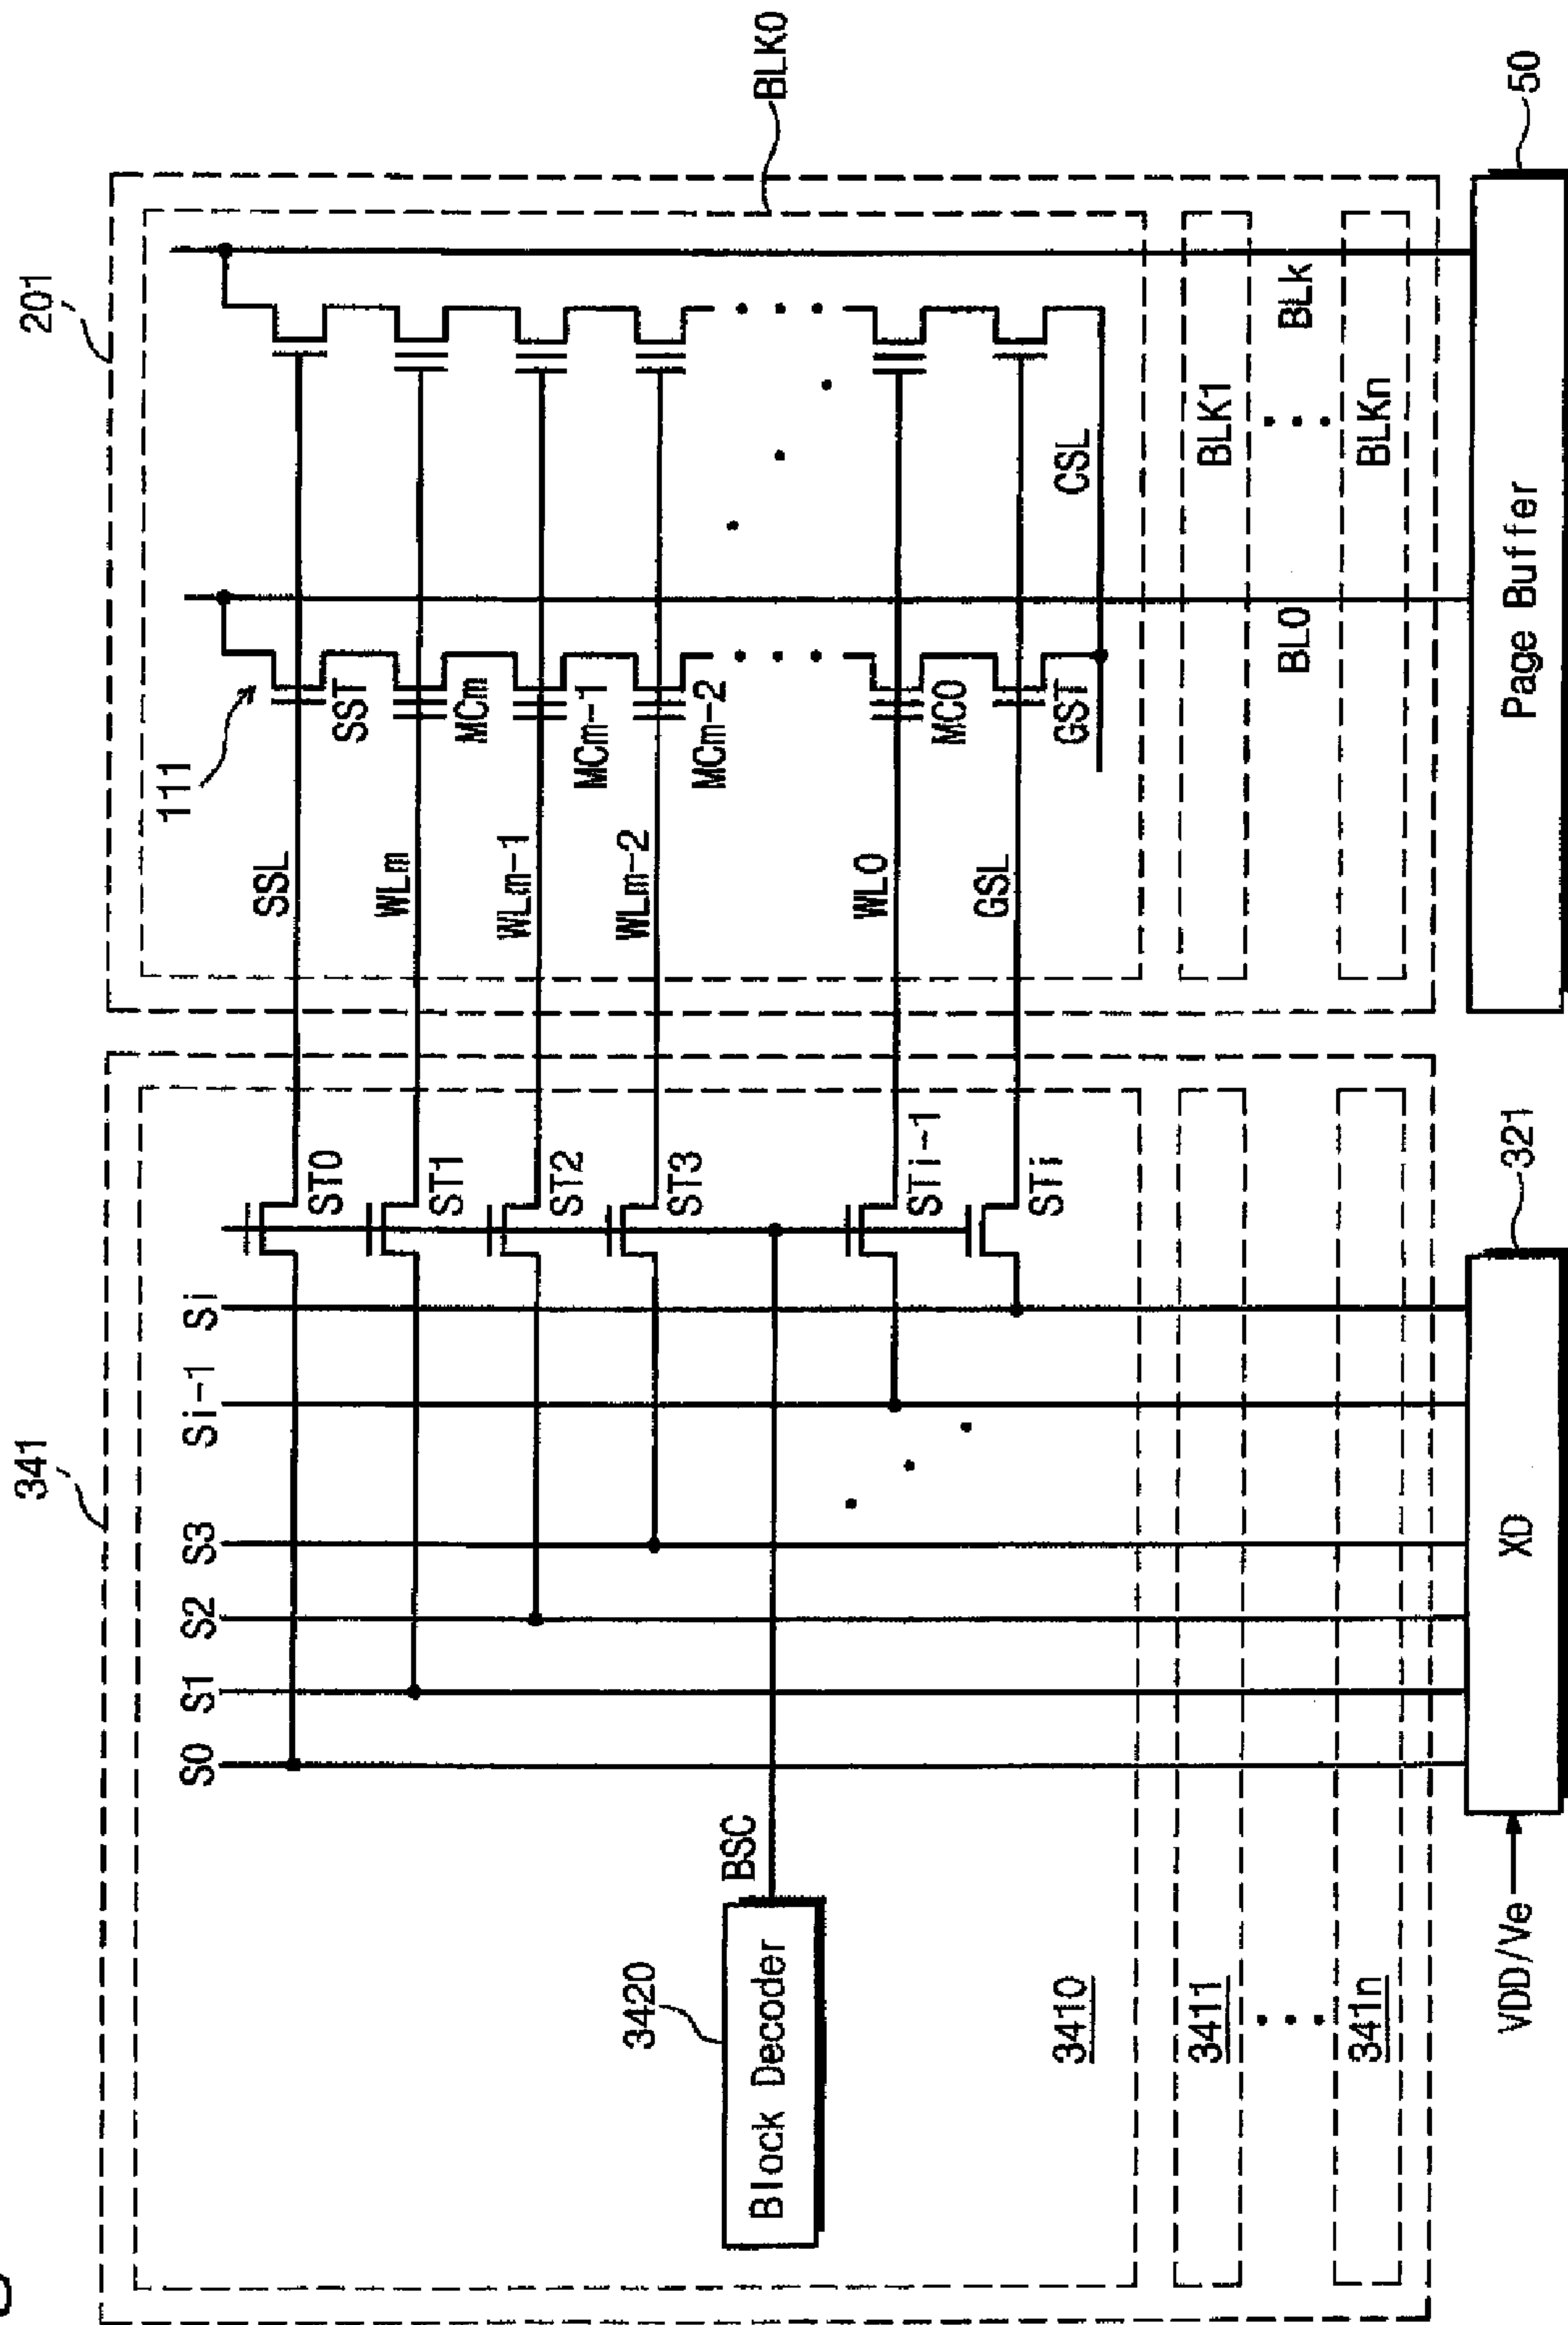 341
201
S0
S1
S2
S3
Si-1
Si
111
BLK0
ST0
SSL
SST
ST1
WLm
MCm
ST2
WLm-1
MCm-1
ST3
WLm-2
MCm-2
3420
Block Decoder
BSC
STi-1
WL0
MC0
STi
GSL
GST
CSL
3410
3411
BLK1
BL0
BLk
341n
BLKn
VDD/Ve
XD
321
Page Buffer
50